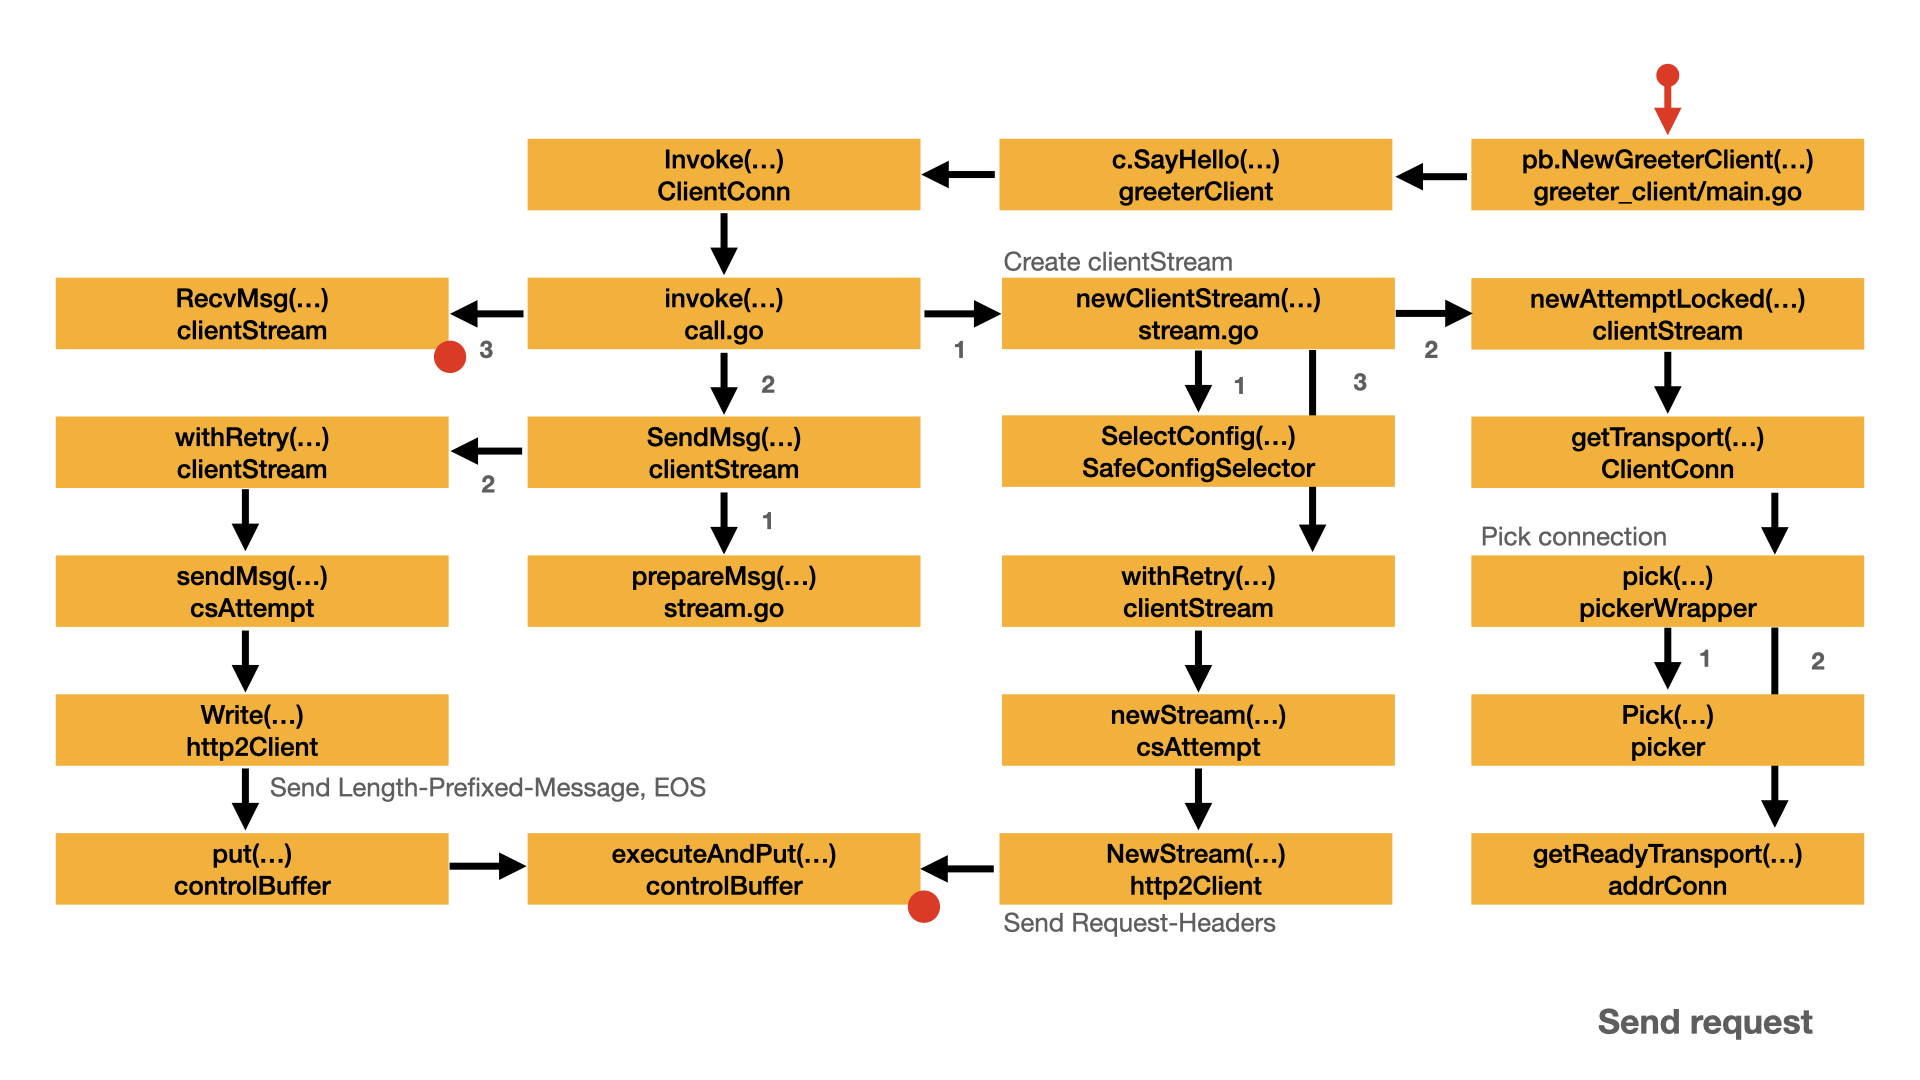 Invoke(…)
ClientConn
c.SayHello(…)
greeterClient
pb.NewGreeterClient(…)
greeter_client/main.go
Create clientStream
RecvMsg(…)
clientStream
3
invoke(…)
call.go
1
newClientStream(…)
stream.go
2
newAttemptLocked(…)
clientStream
2
1
3
withRetry(…)
clientStream
2
SendMsg(…)
clientStream
SelectConfig(…)
SafeConfigSelector
getTransport(…)
ClientConn
1
Pick connection
sendMsg(…)
csAttempt
prepareMsg(…)
stream.go
withRetry(…)
clientStream
pick(…)
pickerWrapper
1
2
Write(…)
http2Client
newStream(…)
csAttempt
Pick(…)
picker
Send Length-Prefixed-Message, EOS
put(…)
controlBuffer
executeAndPut(…)
controlBuffer
NewStream(…)
http2Client
getReadyTransport(…)
addrConn
Send Request-Headers
Send request